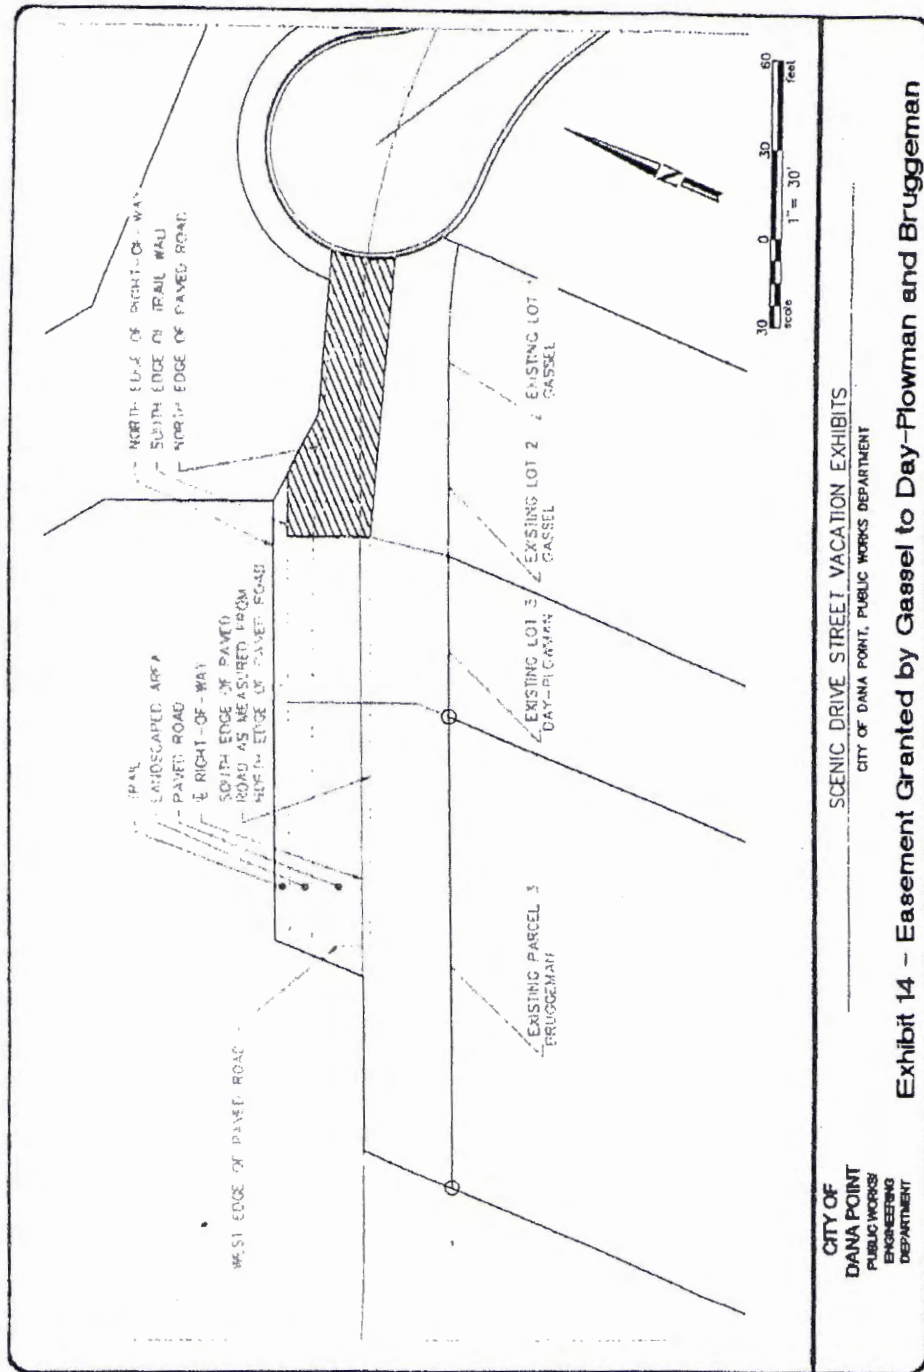 NORTH EDGE OF RIGHT-OF-WAY
SOUTH EDGE OF TRAIL WALL
NORTH EDGE OF PAVED ROAD
TRAIL
LANDSCAPED AREA
PAVED ROAD
℄ RIGHT-OF-WAY
SOUTH EDGE OF PAVED
ROAD AS MEASURED FROM
NORTH EDGE OF PAVED ROAD
WEST EDGE OF PAVED ROAD
EXISTING PARCEL 3
BRUGGEMAN
EXISTING LOT 3
DAY-PLOWMAN
EXISTING LOT 2
GASSEL
EXISTING LOT 1
GASSEL
N
30 0 30 60
scale feet
1"= 30'
SCENIC DRIVE STREET VACATION EXHIBITS
CITY OF DANA POINT, PUBLIC WORKS DEPARTMENT
CITY OF
DANA POINT
PUBLIC WORKS/
ENGINEERING
DEPARTMENT
Exhibit 14 - Easement Granted by Gassel to Day-Plowman and Bruggeman